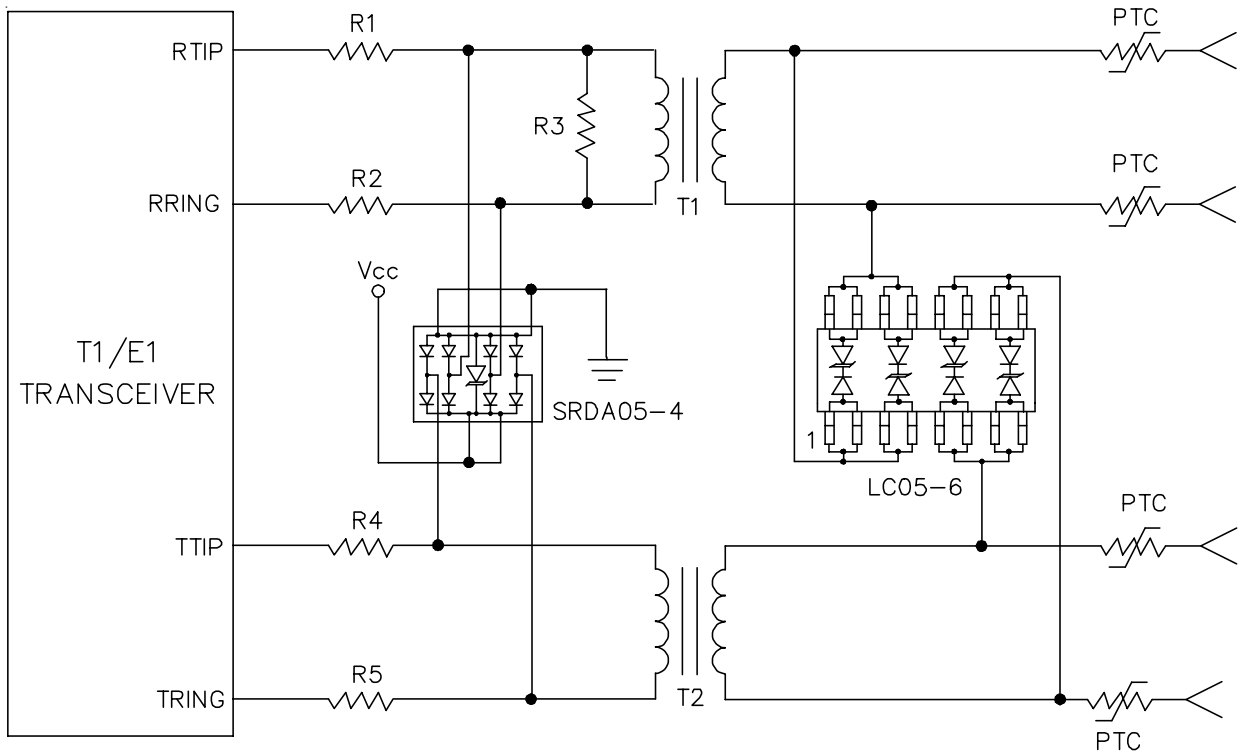 R1
PTC
RTIP
R3
PTC
R2
RRING
T1
Vcc
T1/E1
TRANSCEIVER
SRDA05-4
1
LC05-6
R4
PTC
TTIP
R5
TRING
T2
PTC